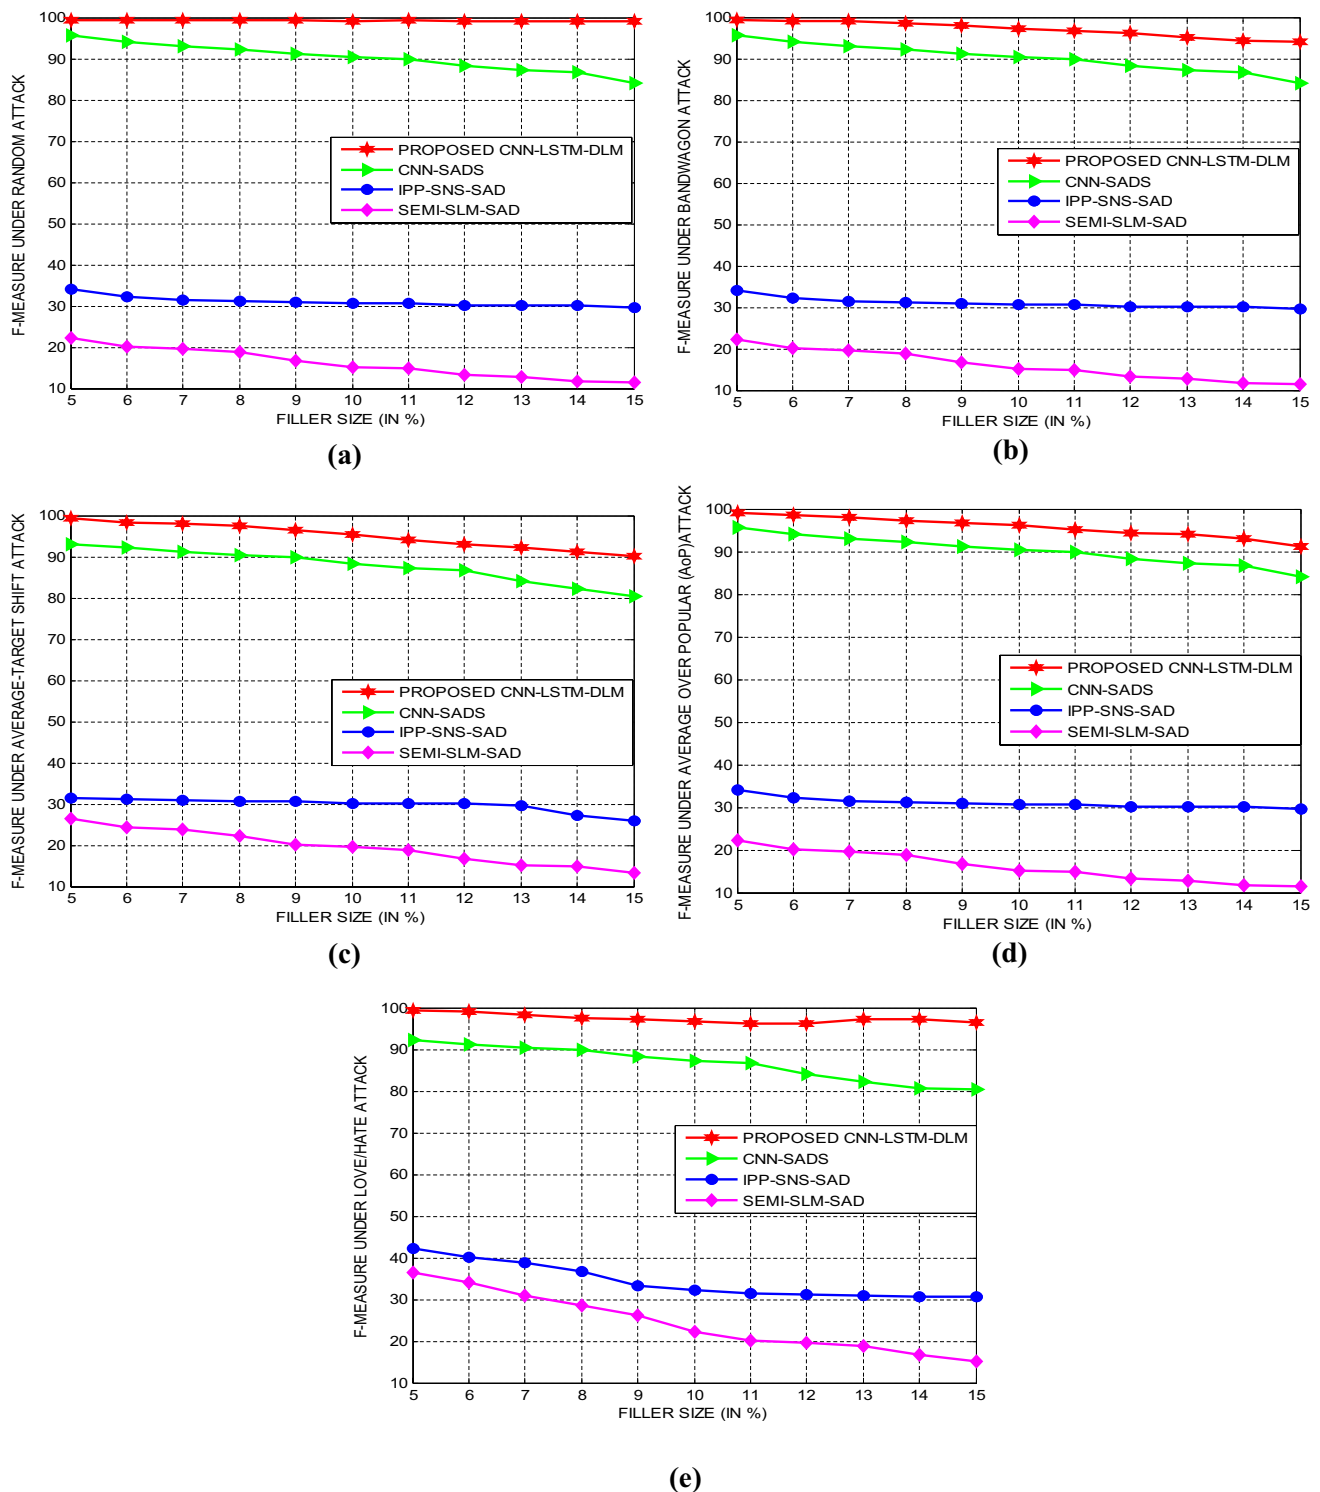 F-MEASURE UNDER RANDOM ATTACK
100
90
80
70
60
50
40
30
20
10
PROPOSED CNN-LSTM-DLM
CNN-SADS
IPP-SNS-SAD
SEMI-SLM-SAD
5 6 7 8 9 10 11 12 13 14 15
FILLER SIZE (IN %)
(a)
F-MEASURE UNDER BANDWAGON ATTACK
100
90
80
70
60
50
40
30
20
10
PROPOSED CNN-LSTM-DLM
CNN-SADS
IPP-SNS-SAD
SEMI-SLM-SAD
5 6 7 8 9 10 11 12 13 14 15
FILLER SIZE (IN %)
(b)
F-MEASURE UNDER AVERAGE-TARGET SHIFT ATTACK
100
90
80
70
60
50
40
30
20
10
PROPOSED CNN-LSTM-DLM
CNN-SADS
IPP-SNS-SAD
SEMI-SLM-SAD
5 6 7 8 9 10 11 12 13 14 15
FILLER SIZE (IN %)
(c)
F-MEASURE UNDER AVERAGE OVER POPULAR (AoP)ATTACK
100
90
80
70
60
50
40
30
20
10
PROPOSED CNN-LSTM-DLM
CNN-SADS
IPP-SNS-SAD
SEMI-SLM-SAD
5 6 7 8 9 10 11 12 13 14 15
FILLER SIZE (IN %)
(d)
F-MEASURE UNDER LOVE/HATE ATTACK
100
90
80
70
60
50
40
30
20
10
PROPOSED CNN-LSTM-DLM
CNN-SADS
IPP-SNS-SAD
SEMI-SLM-SAD
5 6 7 8 9 10 11 12 13 14 15
FILLER SIZE (IN %)
(e)